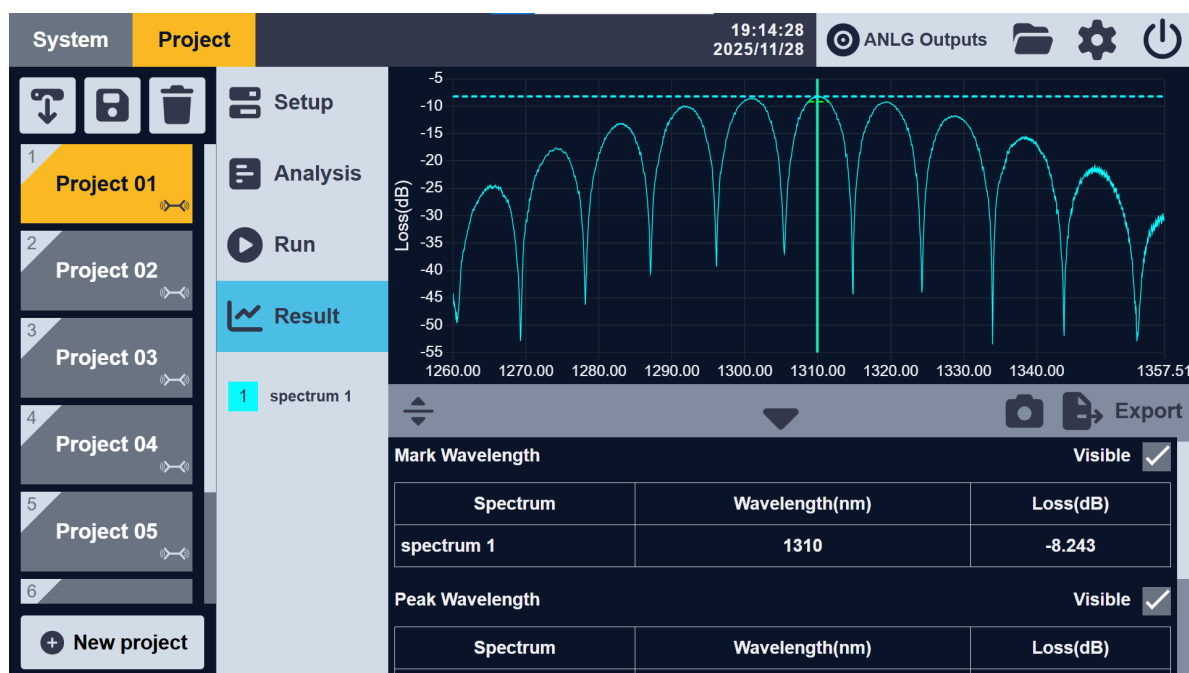 System
Project
19:14:28
2025/11/28
ANLG Outputs
1
Project 01
2
Project 02
3
Project 03
4
Project 04
5
Project 05
6
New project
Setup
Analysis
Run
Result
1 spectrum 1
Loss(dB)
-5
-10
-15
-20
-25
-30
-35
-40
-45
-50
-55
1260.00 1270.00 1280.00 1290.00 1300.00 1310.00 1320.00 1330.00 1340.00 1357.51
Export
Mark Wavelength Visible
Spectrum Wavelength(nm) Loss(dB)
spectrum 1 1310 -8.243
Peak Wavelength Visible
Spectrum Wavelength(nm) Loss(dB)